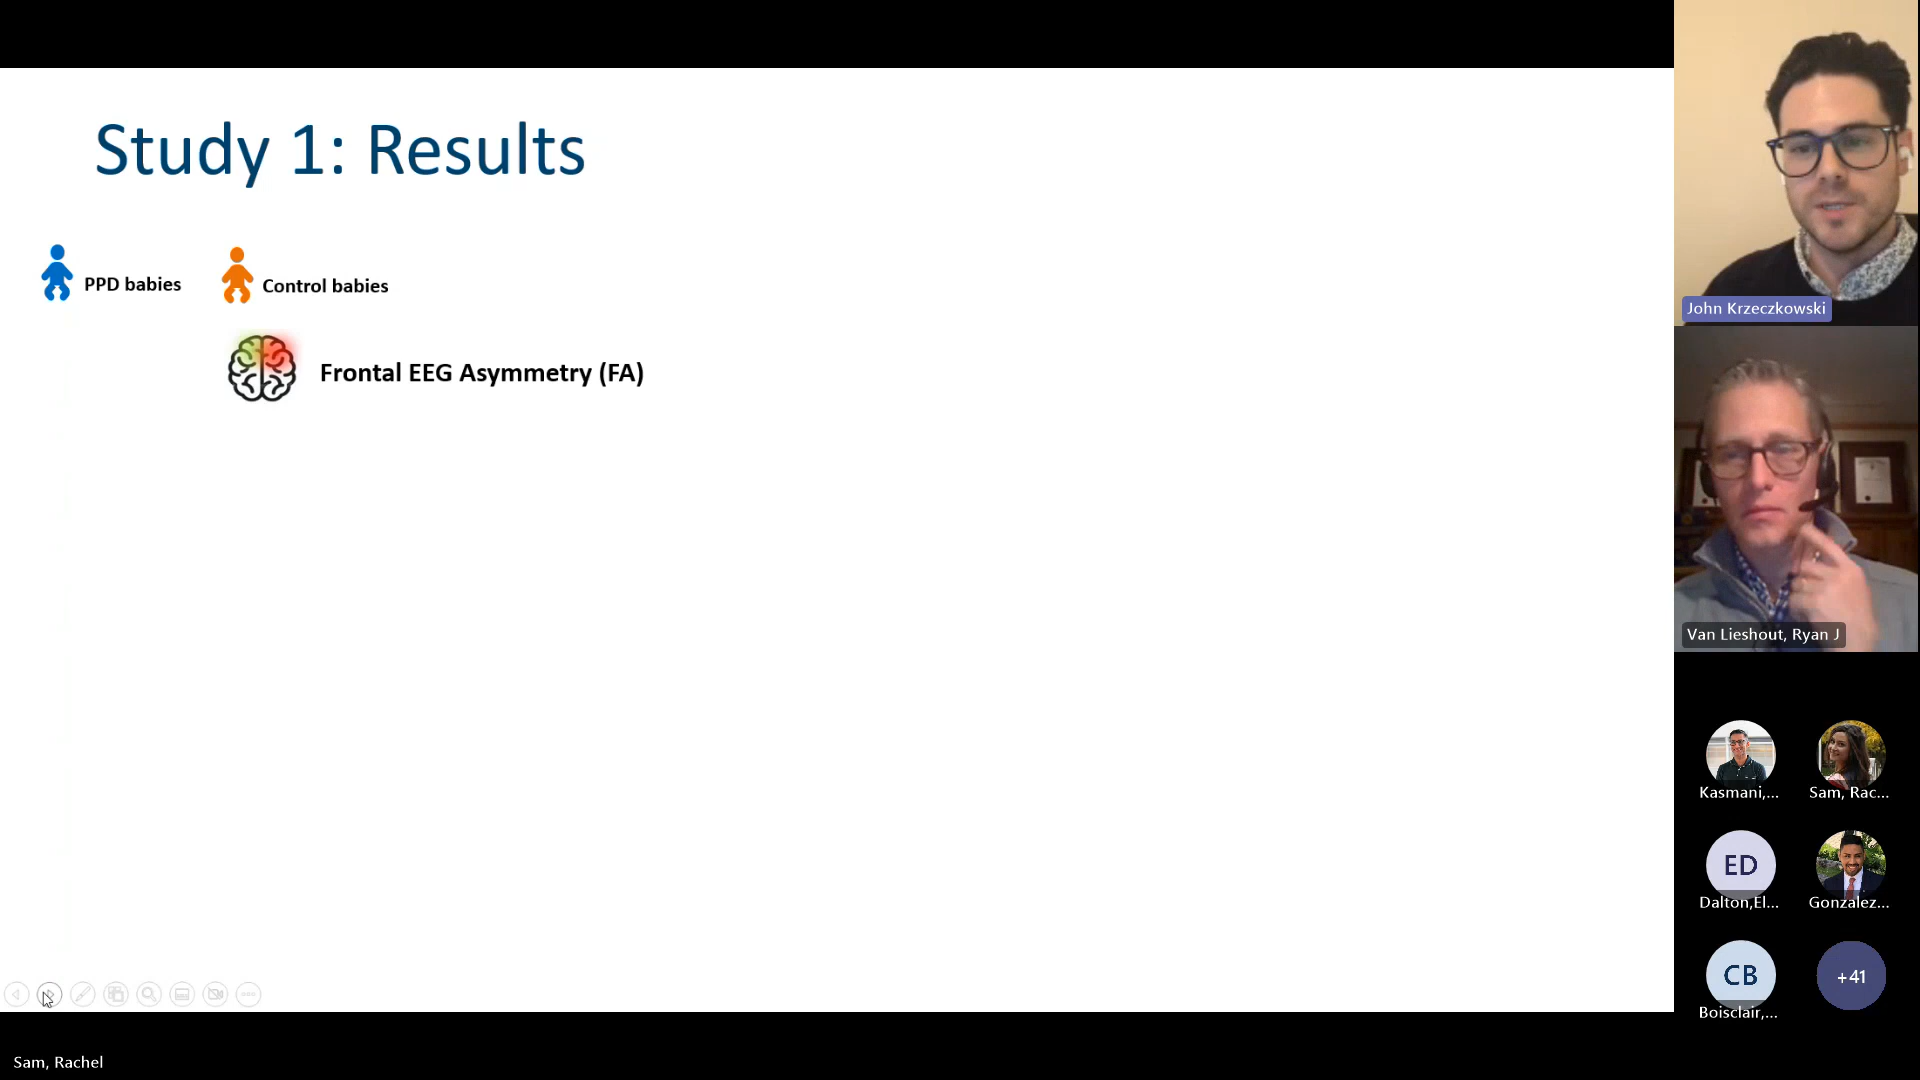 Study 1: Results
PPD babies
Control babies
Frontal EEG Asymmetry (FA)
John Krzeczkowski
Van Lieshout, Ryan J
Kasmani,...
Sam, Rac...
ED
Dalton,El...
Gonzalez...
CB
Boisclair,...
+41
Sam, Rachel